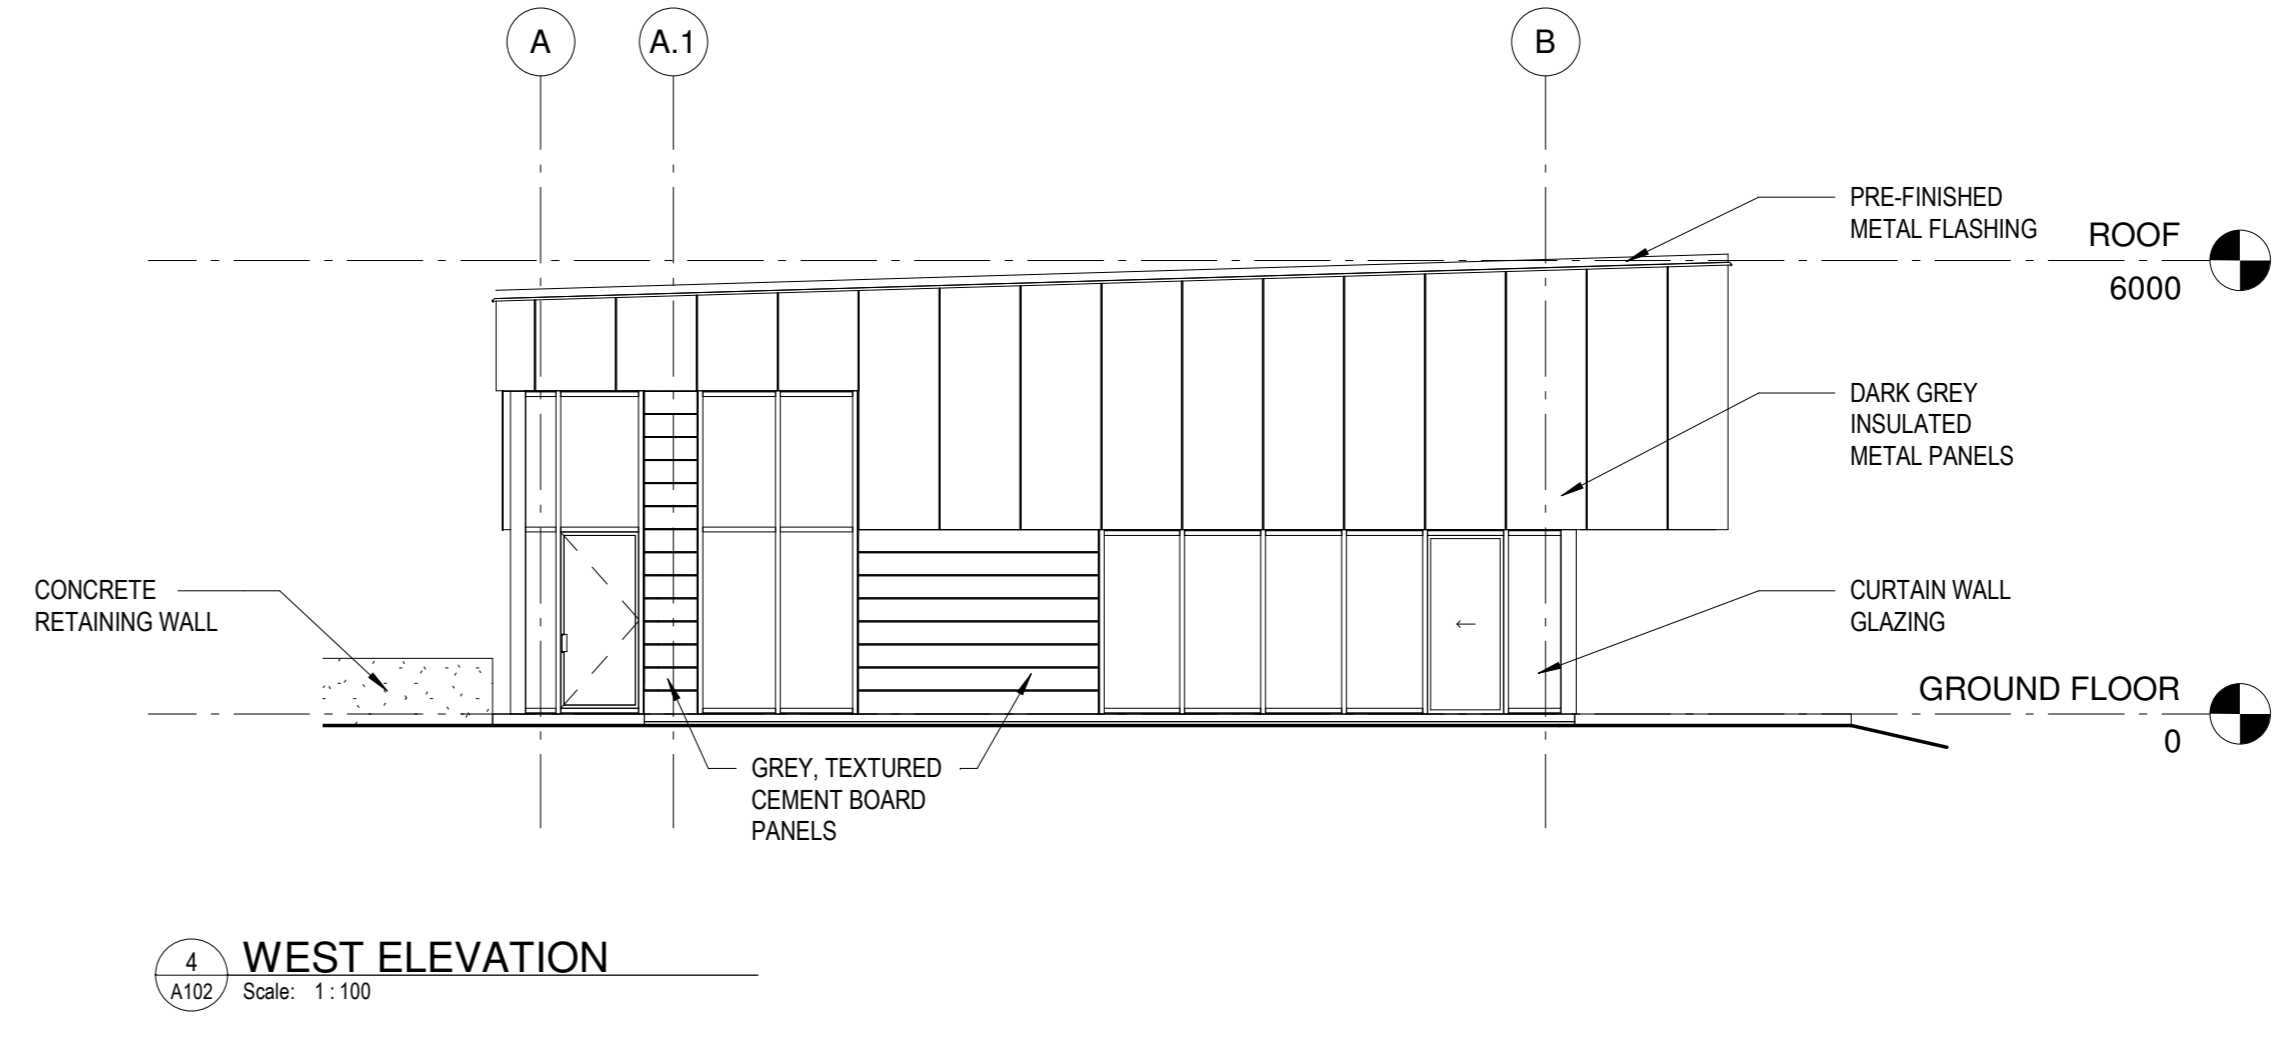 A
A.1
B
PRE-FINISHED
METAL FLASHING
ROOF
6000
DARK GREY
INSULATED
METAL PANELS
CONCRETE
RETAINING WALL
CURTAIN WALL
GLAZING
GROUND FLOOR
0
GREY, TEXTURED
CEMENT BOARD
PANELS
4
A102
WEST ELEVATION
Scale: 1 : 100